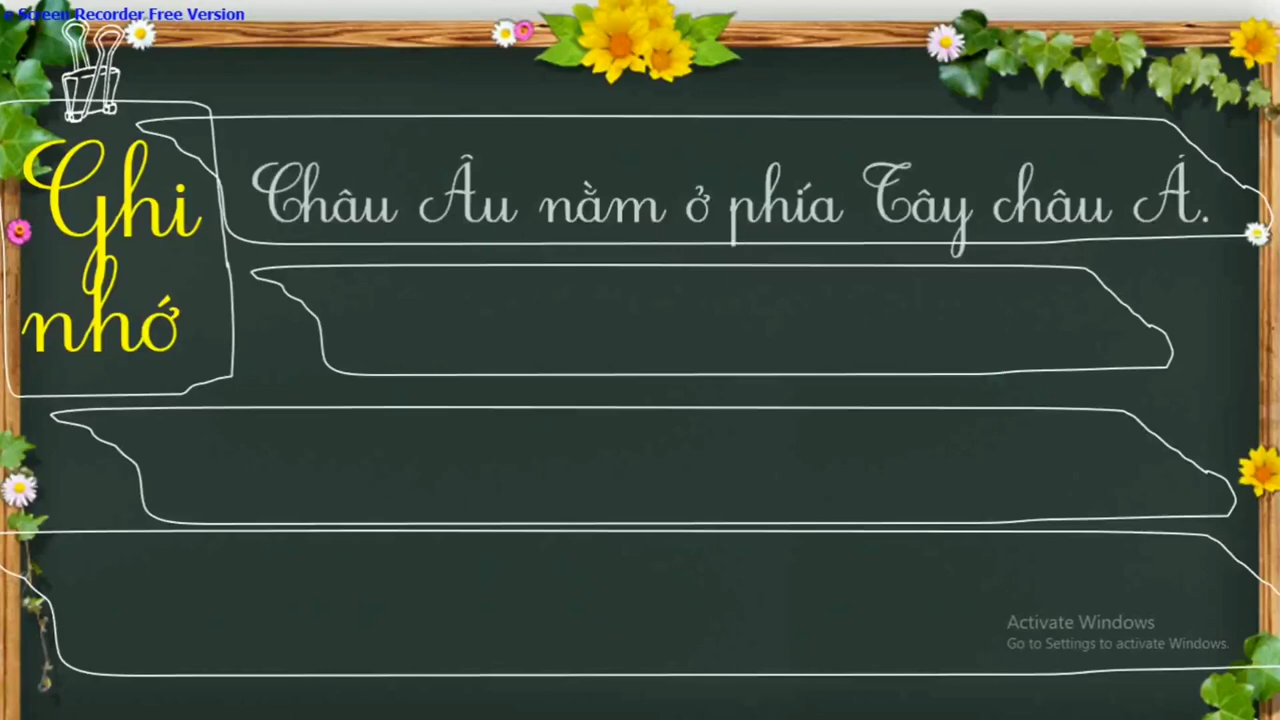 Screen Recorder Free Version
Ghi
nhớ
Châu Âu nằm ở phía Tây châu Á.
Activate Windows
Go to Settings to activate Windows.